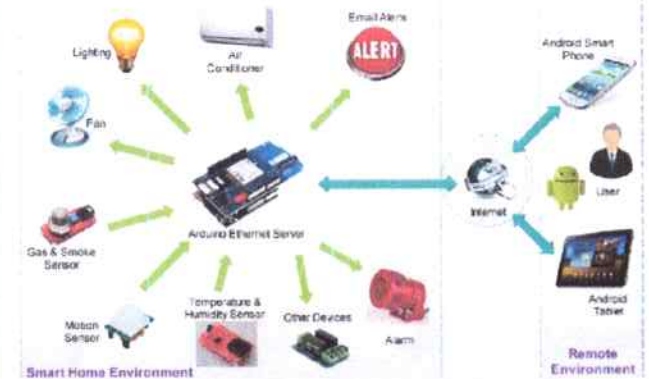 Email Alerts
ALERT
Lighting
Air
Conditioner
Android Smart
Phone
Fan
User
Internet
Arduino Ethernet Server
Gas & Smoke
Sensor
Temperature &
Humidity Sensor
Other Devices
Alarm
Motion
Sensor
Android
Tablet
Smart Home Environment
Remote
Environment